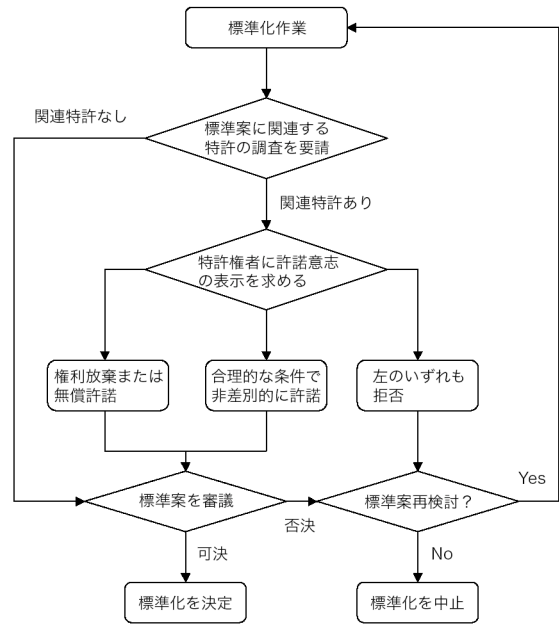 標準化作業
関連特許なし
標準案に関連する
特許の調査を要請
関連特許あり
特許権者に許諾意志
の表示を求める
権利放棄または
無償許諾
合理的な条件で
非差別的に許諾
左のいずれも
拒否
標準案を審議
否決
標準案再検討？
Yes
可決
No
標準化を決定
標準化を中止